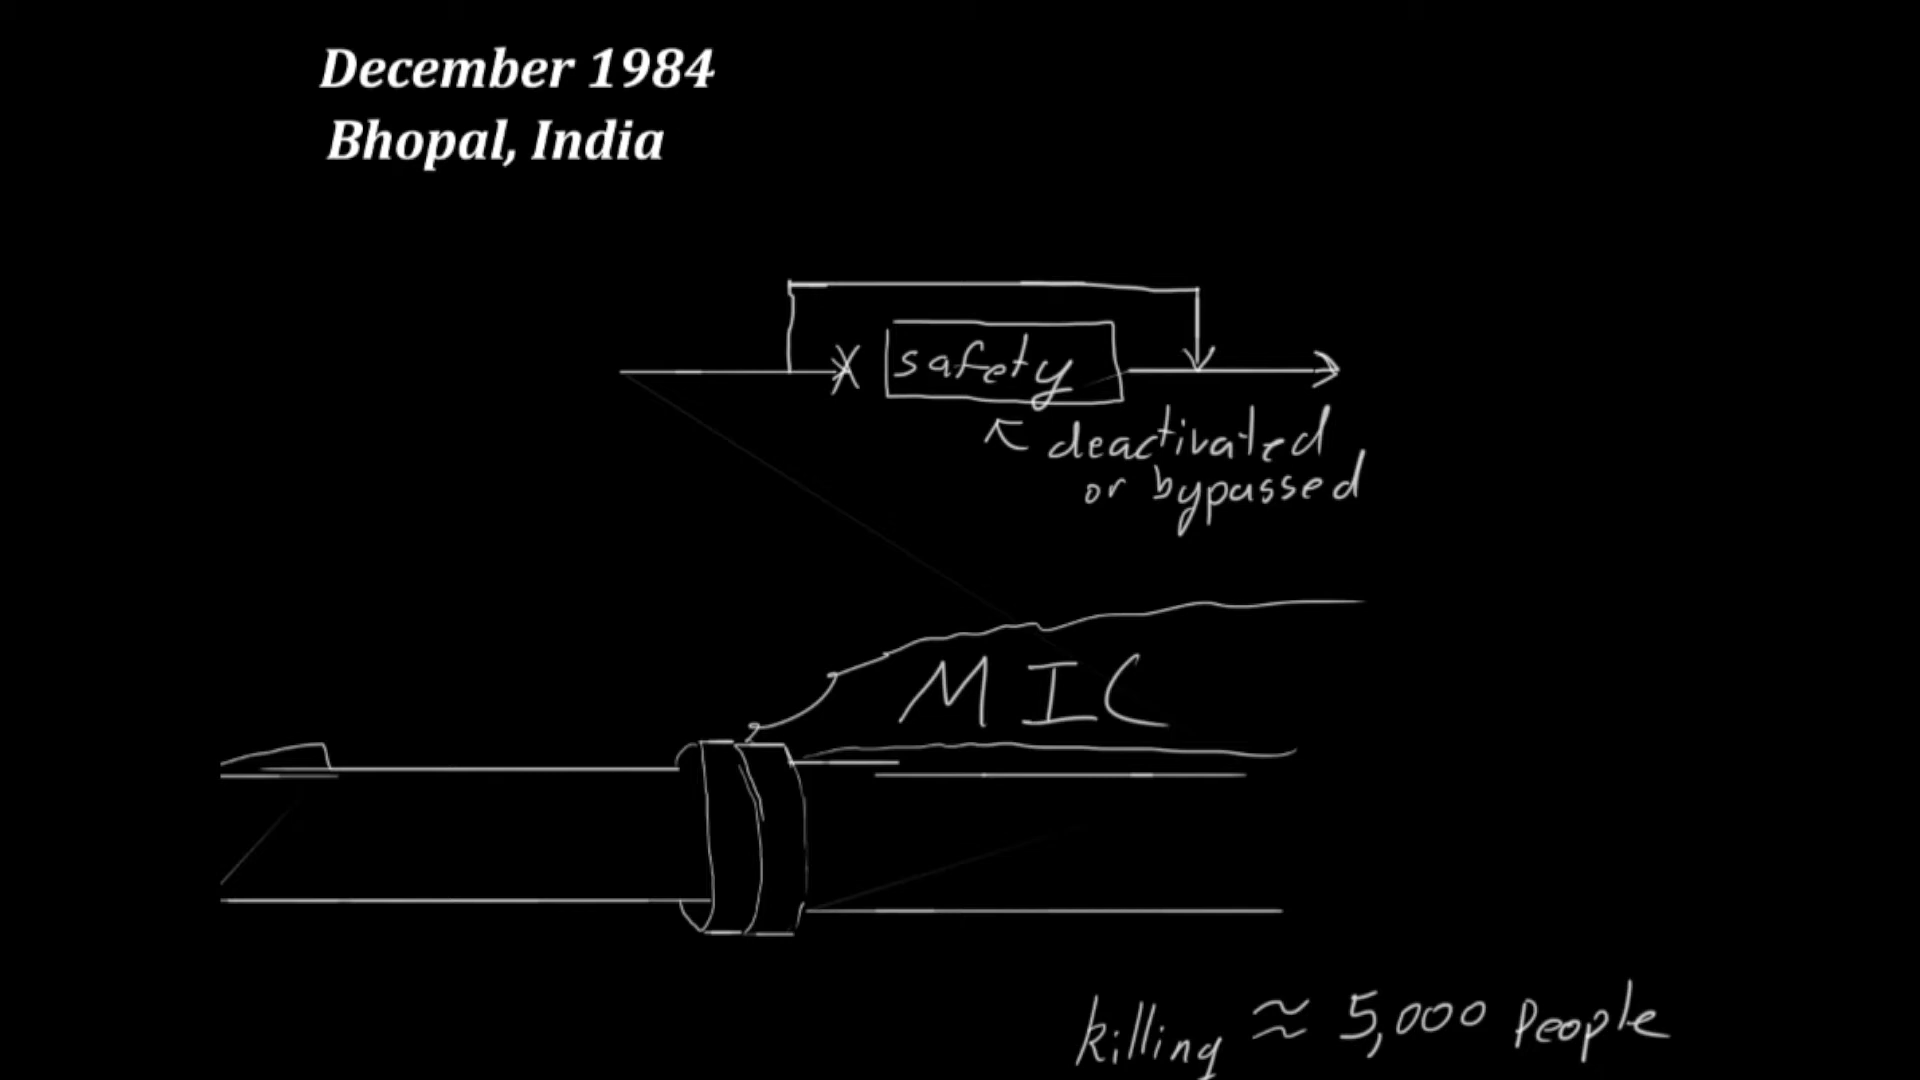 December 1984
Bhopal, India
safety
deactivated
or bypassed
MIC
killing ≈ 5,000 People